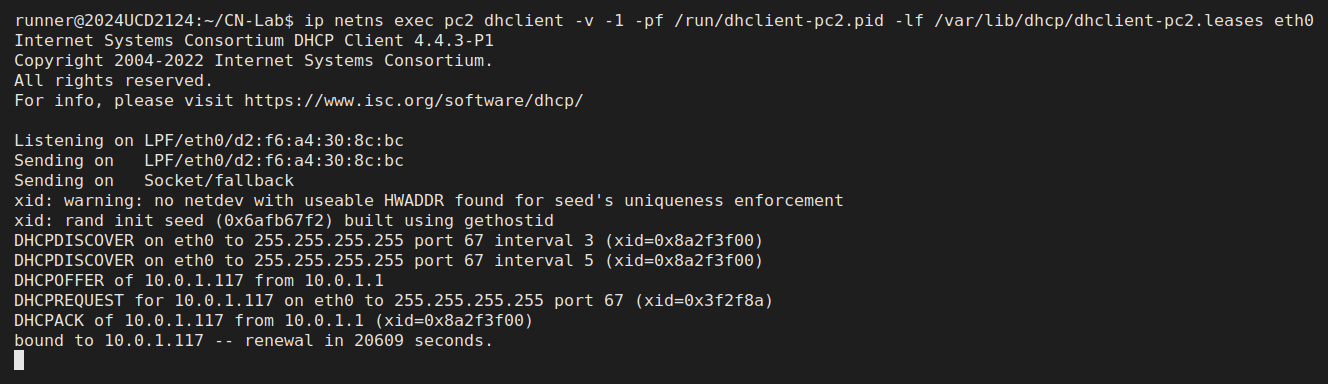 runner@2024UCD2124:~/CN-Lab$ ip netns exec pc2 dhclient -v -1 -pf /run/dhclient-pc2.pid -lf /var/lib/dhcp/dhclient-pc2.leases eth0
Internet Systems Consortium DHCP Client 4.4.3-P1
Copyright 2004-2022 Internet Systems Consortium.
All rights reserved.
For info, please visit https://www.isc.org/software/dhcp/

Listening on LPF/eth0/d2:f6:a4:30:8c:bc
Sending on   LPF/eth0/d2:f6:a4:30:8c:bc
Sending on   Socket/fallback
xid: warning: no netdev with useable HWADDR found for seed's uniqueness enforcement
xid: rand init seed (0x6afb67f2) built using gethostid
DHCPDISCOVER on eth0 to 255.255.255.255 port 67 interval 3 (xid=0x8a2f3f00)
DHCPDISCOVER on eth0 to 255.255.255.255 port 67 interval 5 (xid=0x8a2f3f00)
DHCPOFFER of 10.0.1.117 from 10.0.1.1
DHCPREQUEST for 10.0.1.117 on eth0 to 255.255.255.255 port 67 (xid=0x3f2f8a)
DHCPACK of 10.0.1.117 from 10.0.1.1 (xid=0x8a2f3f00)
bound to 10.0.1.117 -- renewal in 20609 seconds.